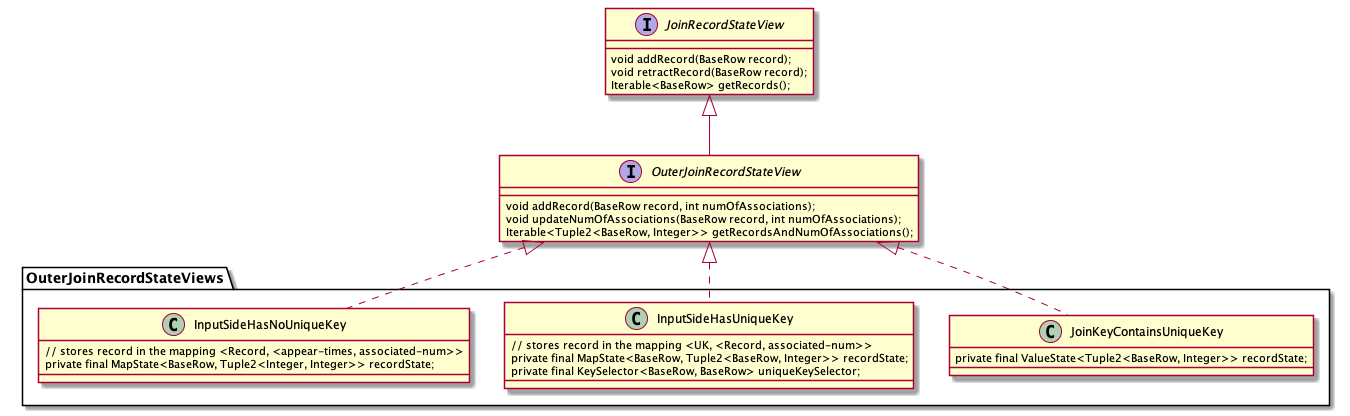 I JoinRecordStateView
void addRecord(BaseRow record);
void retractRecord(BaseRow record);
Iterable<BaseRow> getRecords();
I OuterJoinRecordStateView
void addRecord(BaseRow record, int numOfAssociations);
void updateNumOfAssociations(BaseRow record, int numOfAssociations);
Iterable<Tuple2<BaseRow, Integer>> getRecordsAndNumOfAssociations();
OuterJoinRecordStateViews
C InputSideHasNoUniqueKey
// stores record in the mapping <Record, <appear-times, associated-num>>
private final MapState<BaseRow, Tuple2<Integer, Integer>> recordState;
C InputSideHasUniqueKey
// stores record in the mapping <UK, <Record, associated-num>>
private final MapState<BaseRow, Tuple2<BaseRow, Integer>> recordState;
private final KeySelector<BaseRow, BaseRow> uniqueKeySelector;
C JoinKeyContainsUniqueKey
private final ValueState<Tuple2<BaseRow, Integer>> recordState;